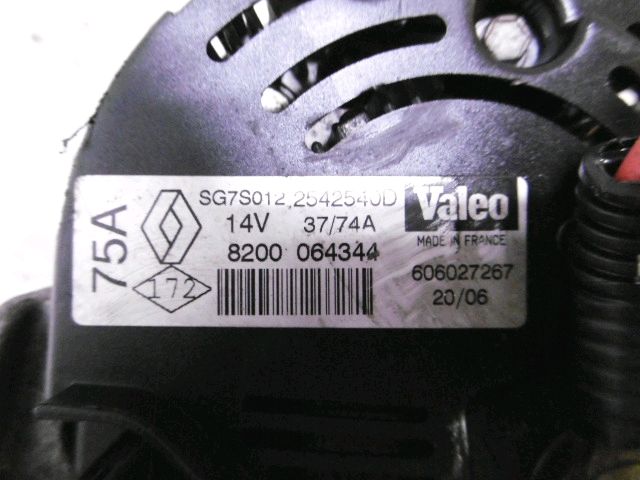 75A
SG7S012 2542540D
14V 37/74A
8200 064344
172
Valeo
MADE IN FRANCE
606027267
20/06